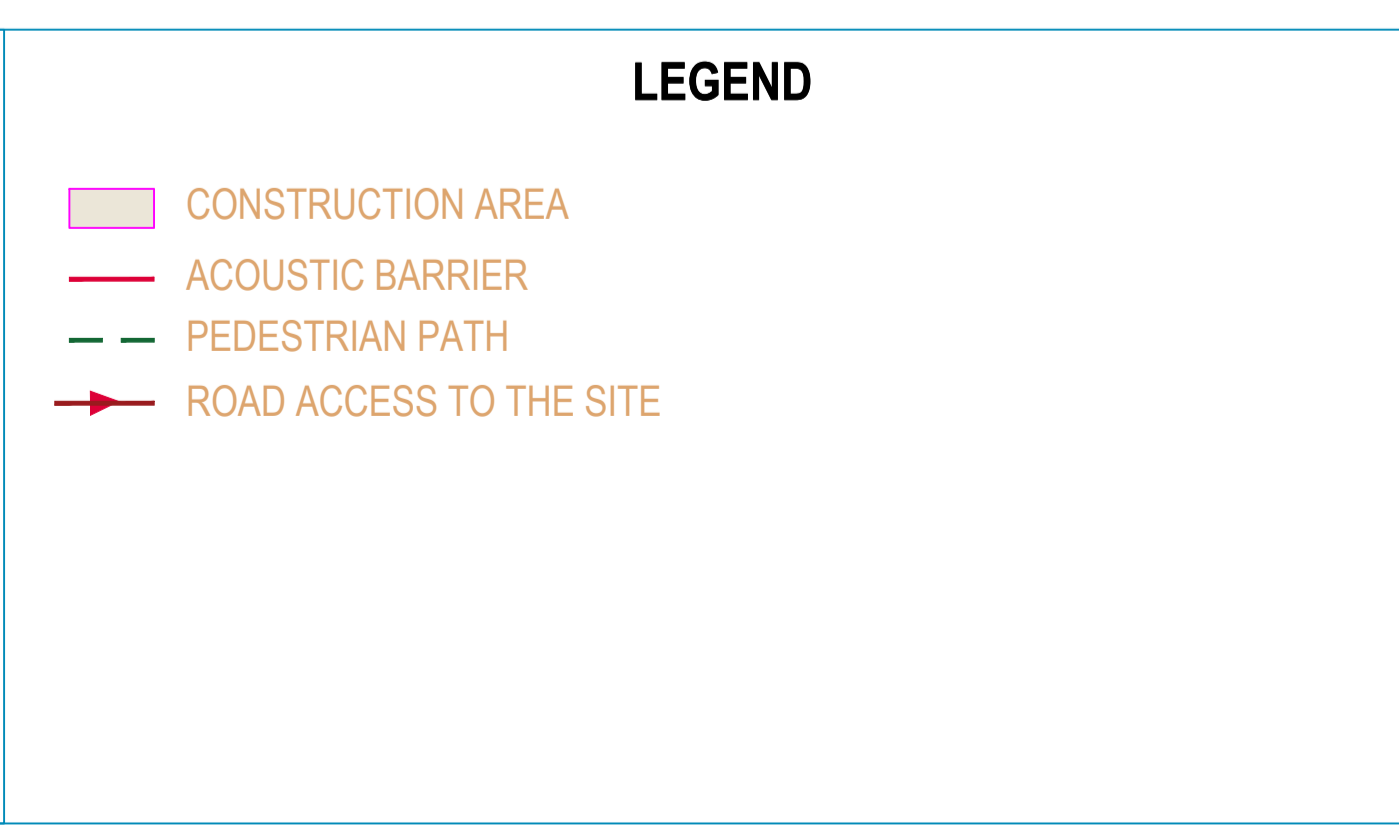 LEGEND
CONSTRUCTION AREA
ACOUSTIC BARRIER
PEDESTRIAN PATH
ROAD ACCESS TO THE SITE